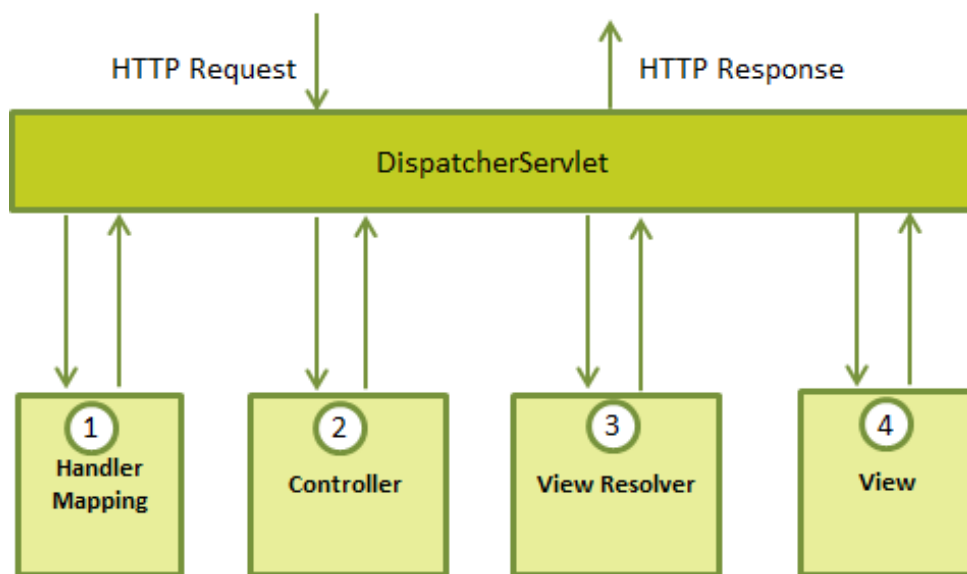 HTTP Request
HTTP Response
DispatcherServlet
1
Handler
Mapping
2
Controller
3
View Resolver
4
View